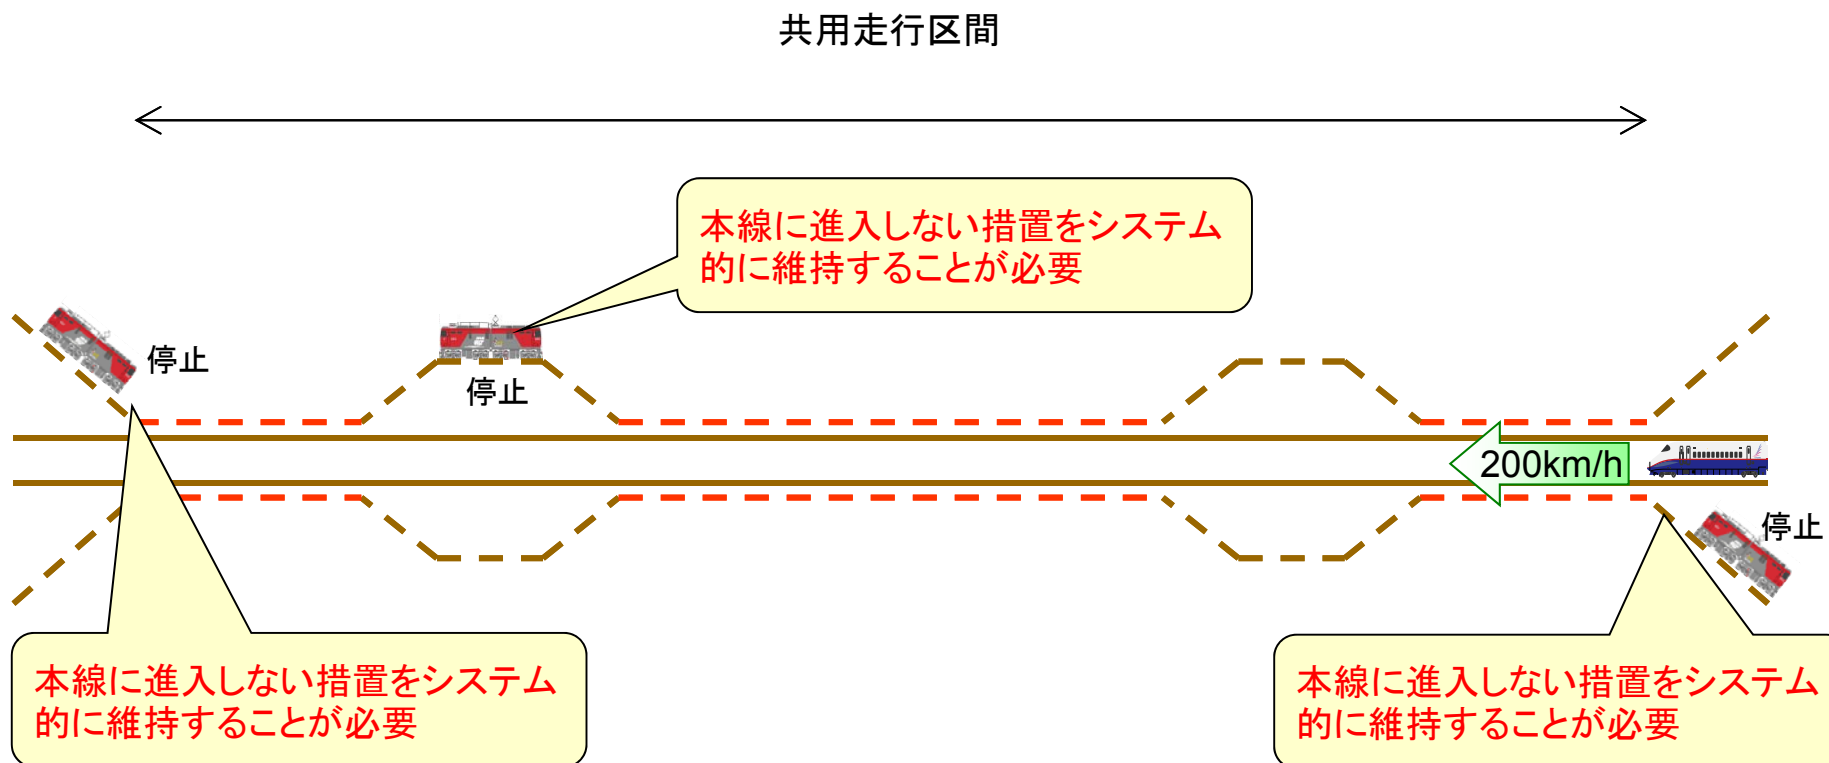 共用走行区間
本線に進入しない措置をシステム
的に維持することが必要
停止
停止
200km/h
停止
本線に進入しない措置をシステム
的に維持することが必要
本線に進入しない措置をシステム
的に維持することが必要